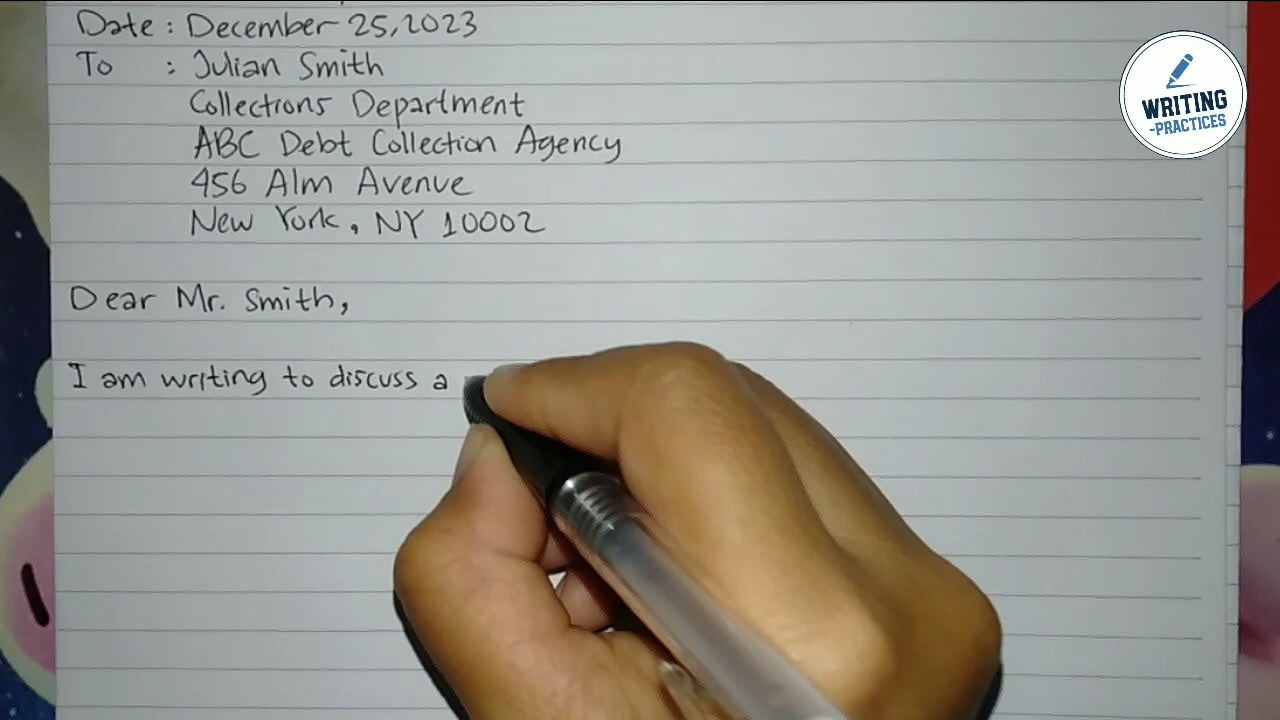 Date : December 25, 2023
To : Julian Smith
Collections Department
ABC Debt Collection Agency
456 Alm Avenue
New York, NY 10002
Dear Mr. Smith,
I am writing to discuss a
WRITING
-PRACTICES